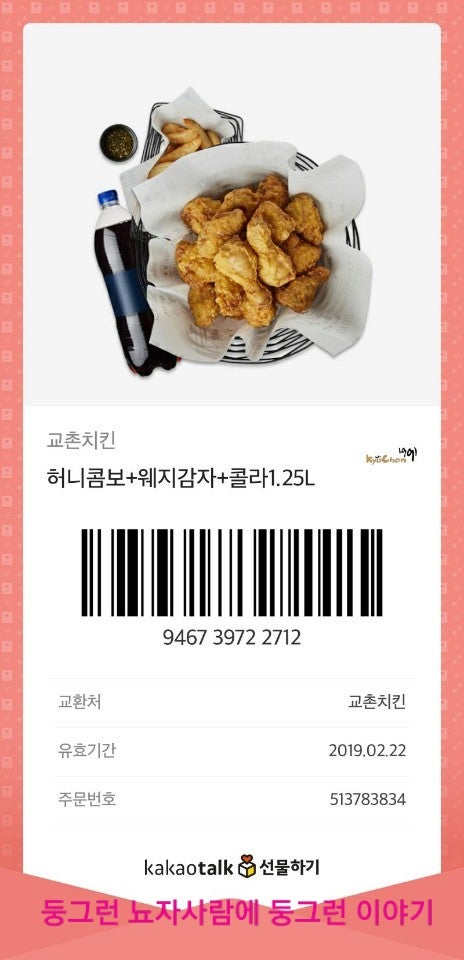 교촌치킨
허니콤보+웨지감자+콜라1.25L
KyoChon 1991
9467 3972 2712
교환처 교촌치킨
유효기간 2019.02.22
주문번호 513783834
kakaotalk 선물하기
둥그런 뇨자사람에 둥그런 이야기